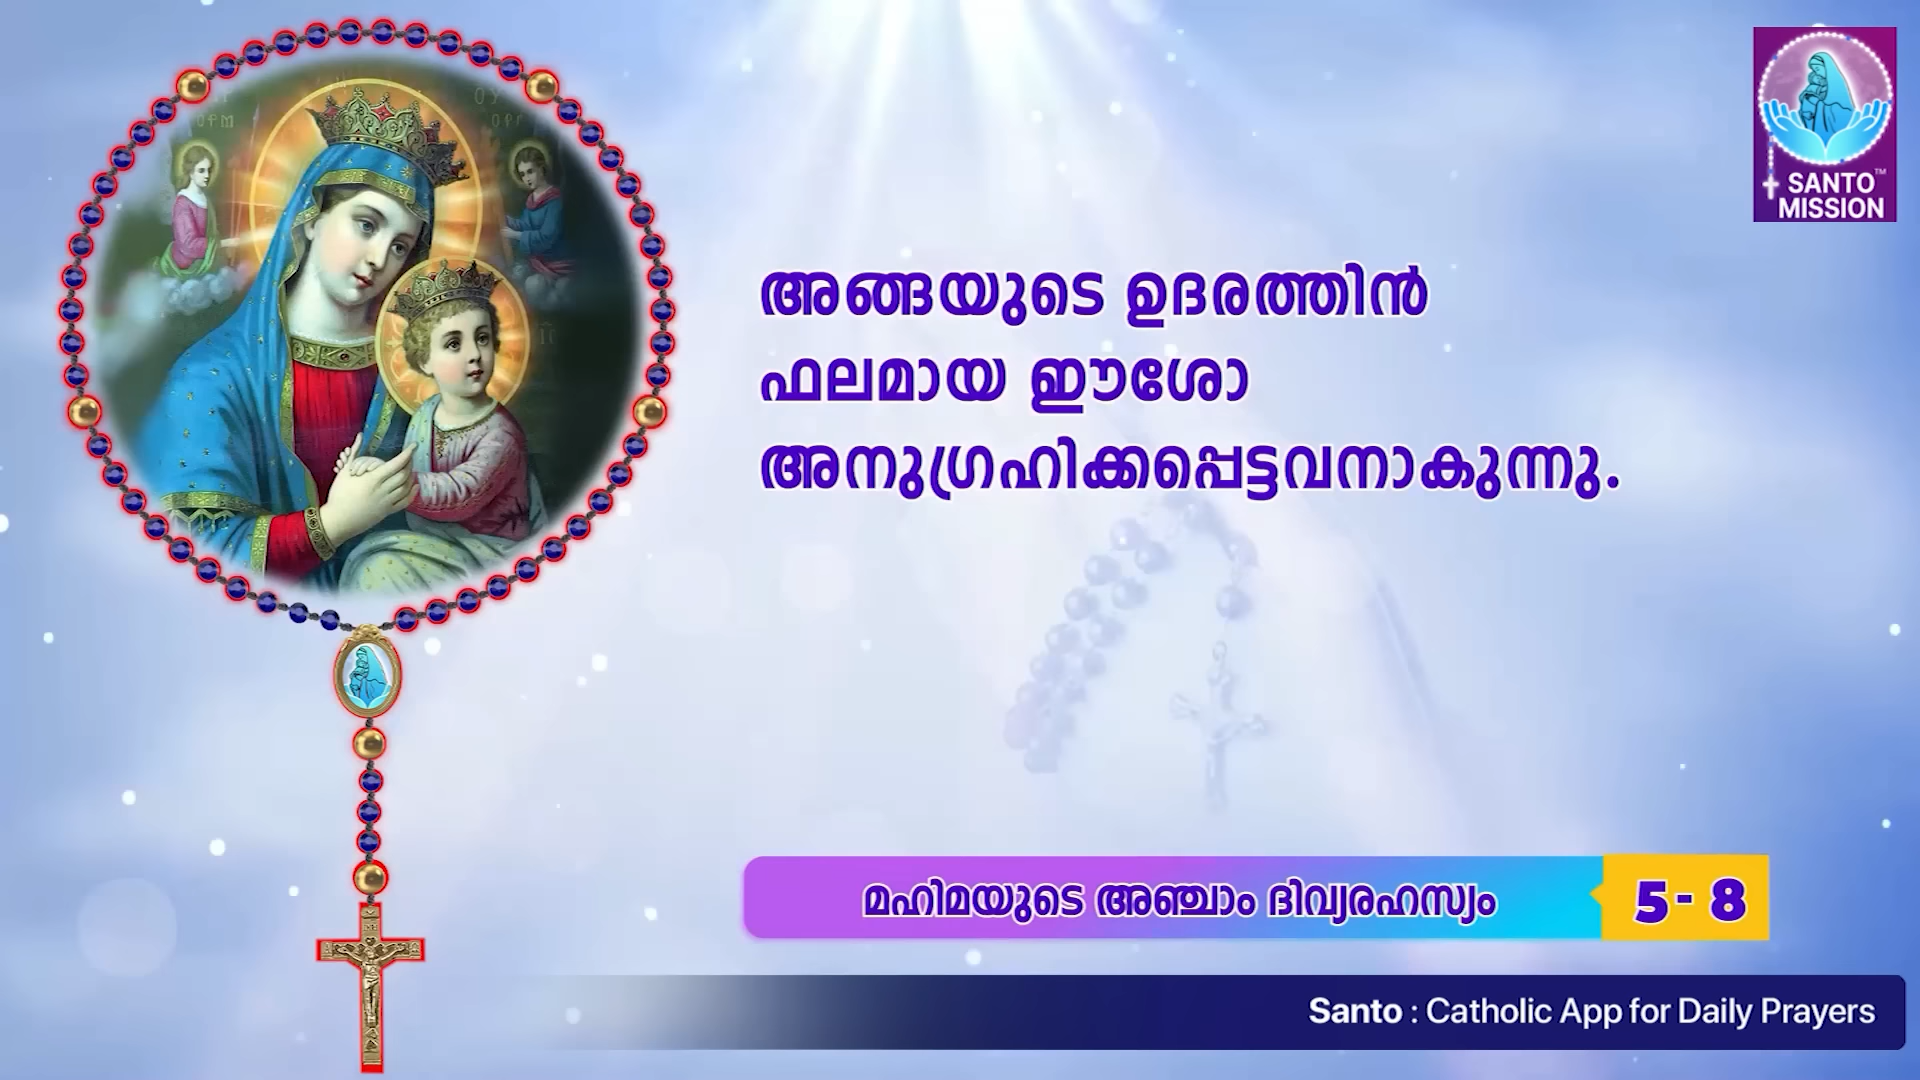 SANTO™
MISSION
അങ്ങയുടെ ഉദരത്തിൻ
ഫലമായ ഈശോ
അനുഗ്രഹിക്കപ്പെട്ടവനാകുന്നു.
മഹിമയുടെ അഞ്ചാം ദിവ്യരഹസ്യം
5- 8
Santo : Catholic App for Daily Prayers